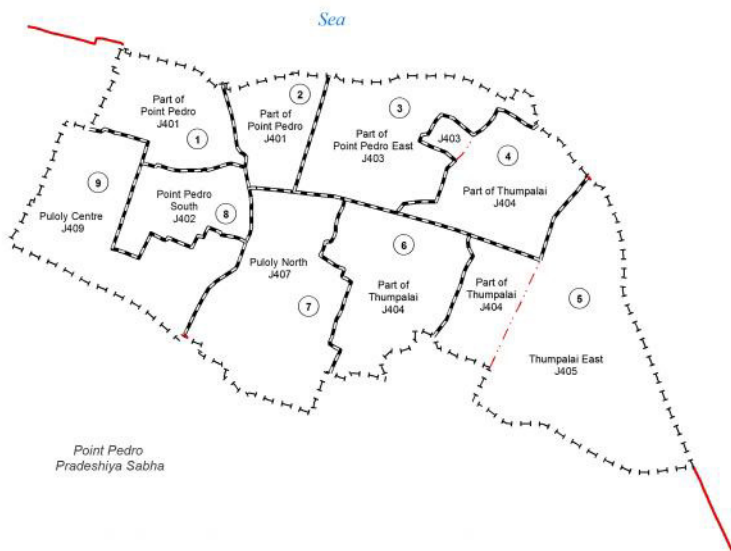 Sea
Part of
Point Pedro
J401
1
2
Part of
Point Pedro
J401
3
Part of
Point Pedro East
J403
J403
4
Part of Thumpalai
J404
9
Puloly Centre
J409
Point Pedro
South
J402
8
Puloly North
J407
7
6
Part of
Thumpalai
J404
Part of
Thumpalai
J404
5
Thumpalai East
J405
Point Pedro
Pradeshiya Sabha